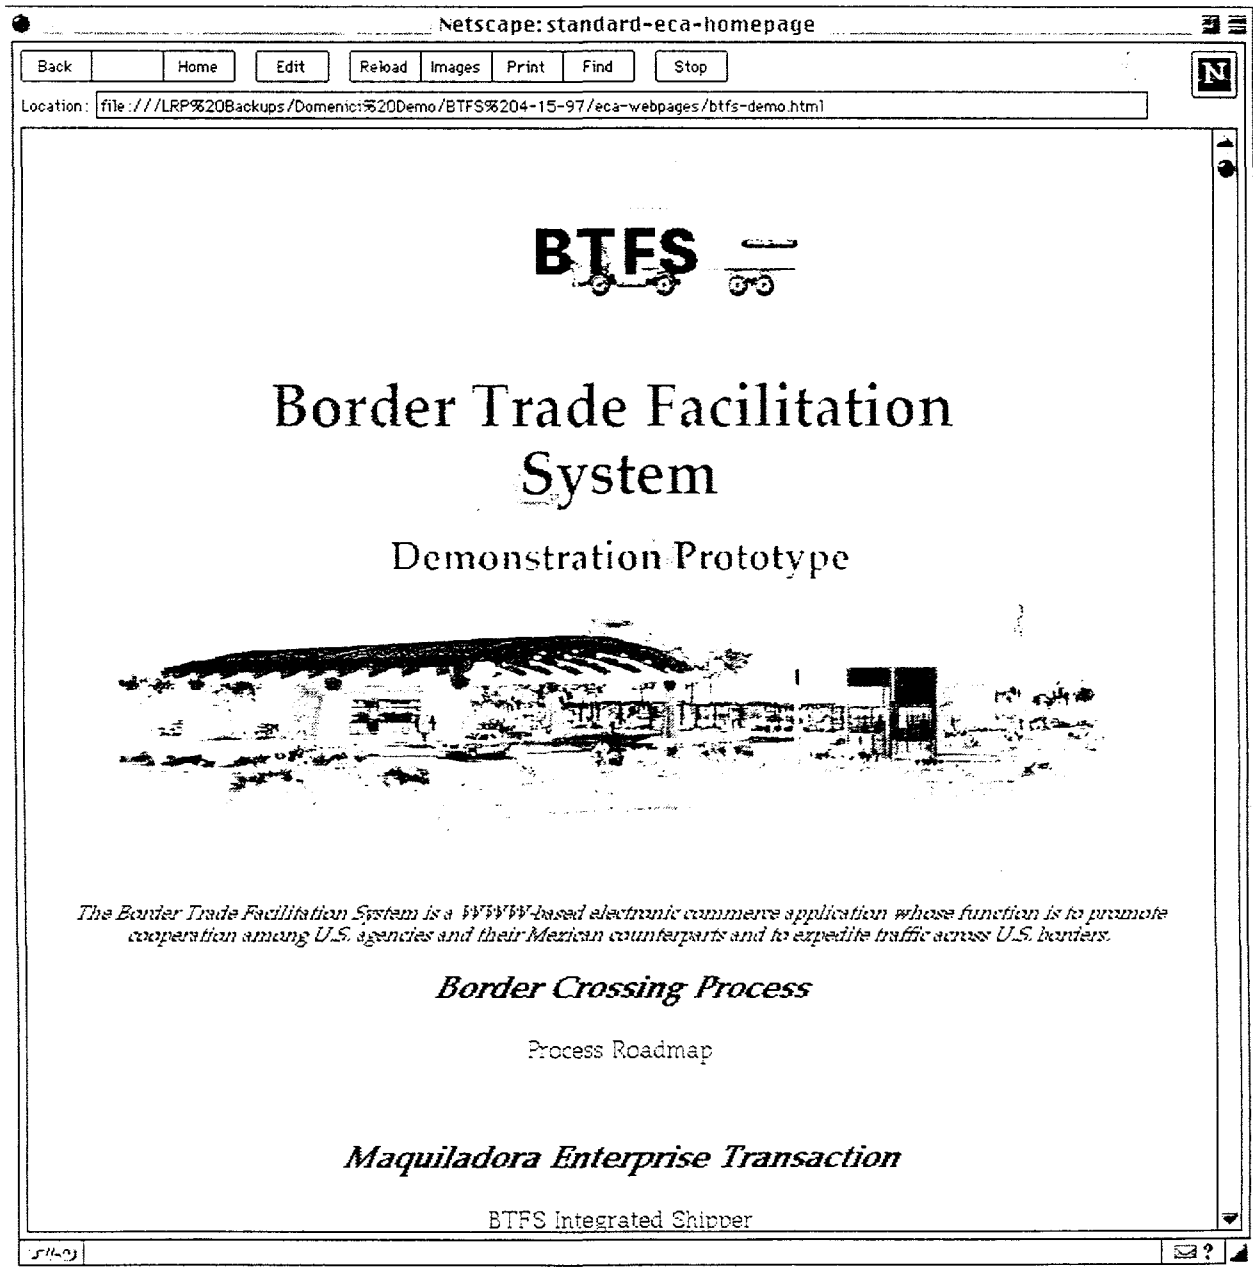 Netscape: standard-eca-homepage
Back Home Edit Reload Images Print Find Stop
N
Location: file:///LRP%20Backups/Domenici%20Demo/BTFS%204-15-97/eca-webpages/btfs-demo.html
BTFS
Border Trade Facilitation
System
Demonstration Prototype
The Border Trade Facilitation System is a WWW-based electronic commerce application whose function is to promote
cooperation among U.S. agencies and their Mexican counterparts and to expedite traffic across U.S. borders.
Border Crossing Process
Process Roadmap
Maquiladora Enterprise Transaction
BTFS Integrated Shipper
?